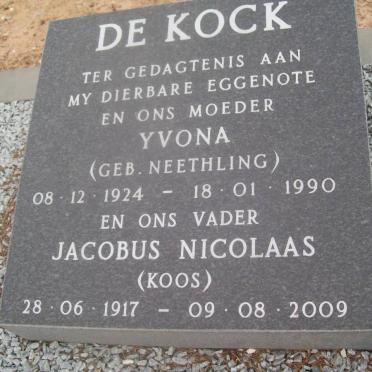 DE KOCK
TER GEDAGTENIS AAN
MY DIERBARE EGGENOTE
EN ONS MOEDER
YVONA
(GEB. NEETHLING)
08 · 12 · 1924 – 18 · 01 · 1990
EN ONS VADER
JACOBUS NICOLAAS
(KOOS)
28 · 06 · 1917 – 09 · 08 · 2009